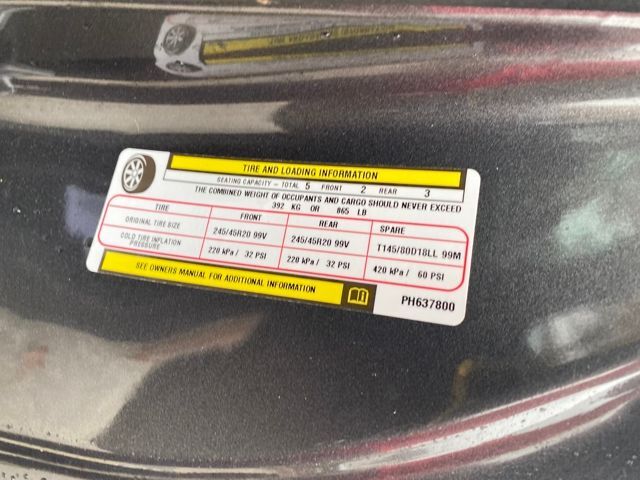 TIRE AND LOADING INFORMATION
SEATING CAPACITY – TOTAL 5 FRONT 2 REAR 3
THE COMBINED WEIGHT OF OCCUPANTS AND CARGO SHOULD NEVER EXCEED
392 KG OR 865 LB
TIRE FRONT REAR SPARE
ORIGINAL TIRE SIZE 245/45R20 99V 245/45R20 99V T145/80D18LL 99M
COLD TIRE INFLATION PRESSURE 220 kPa / 32 PSI 220 kPa / 32 PSI 420 kPa / 60 PSI
SEE OWNERS MANUAL FOR ADDITIONAL INFORMATION
PH637800